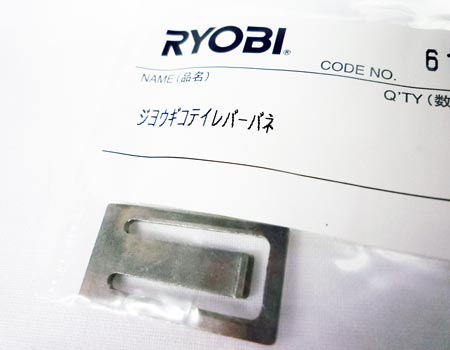 RYOBI®
CODE NO. 61
NAME (品名)
Q'TY (数
ジヨウギコテイレバーバネ